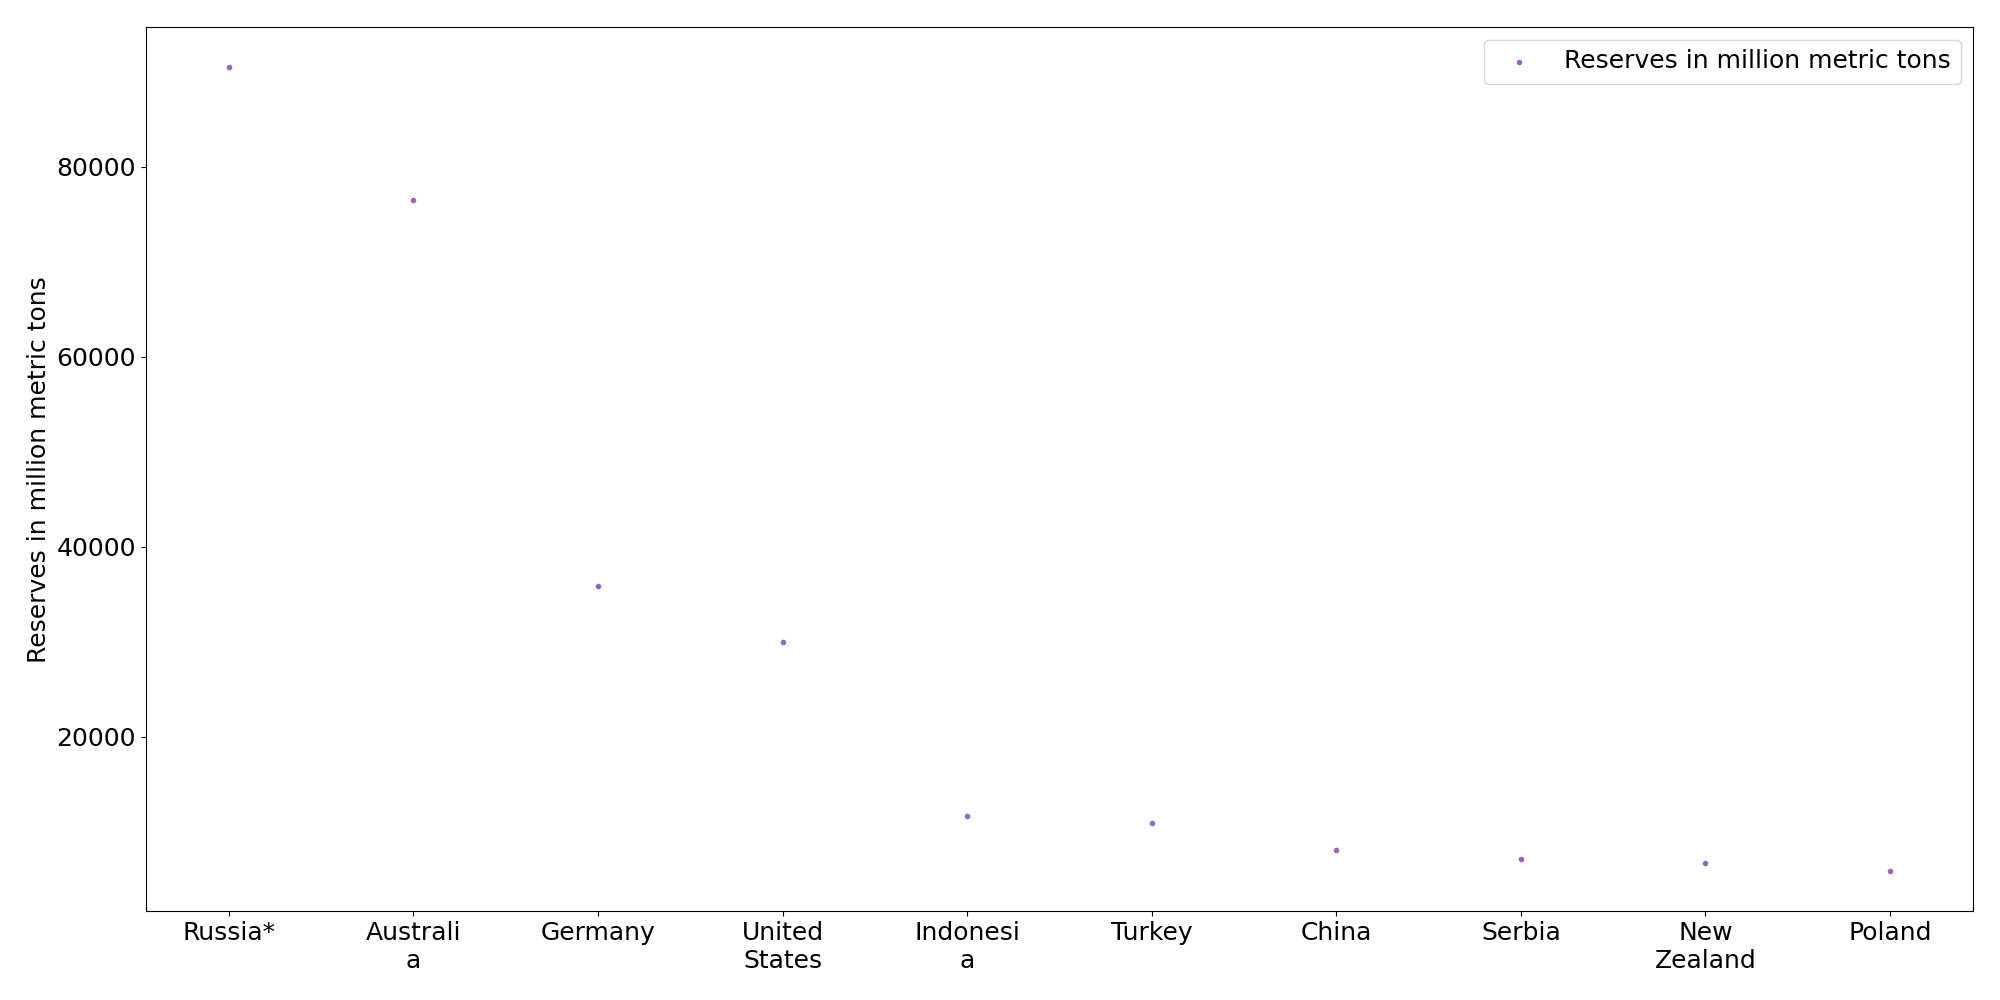 Reserves in million metric tons
80000
60000
40000
20000
Reserves in million metric tons
Russia*
Australi
a
Germany
United
States
Indonesi
a
Turkey
China
Serbia
New
Zealand
Poland